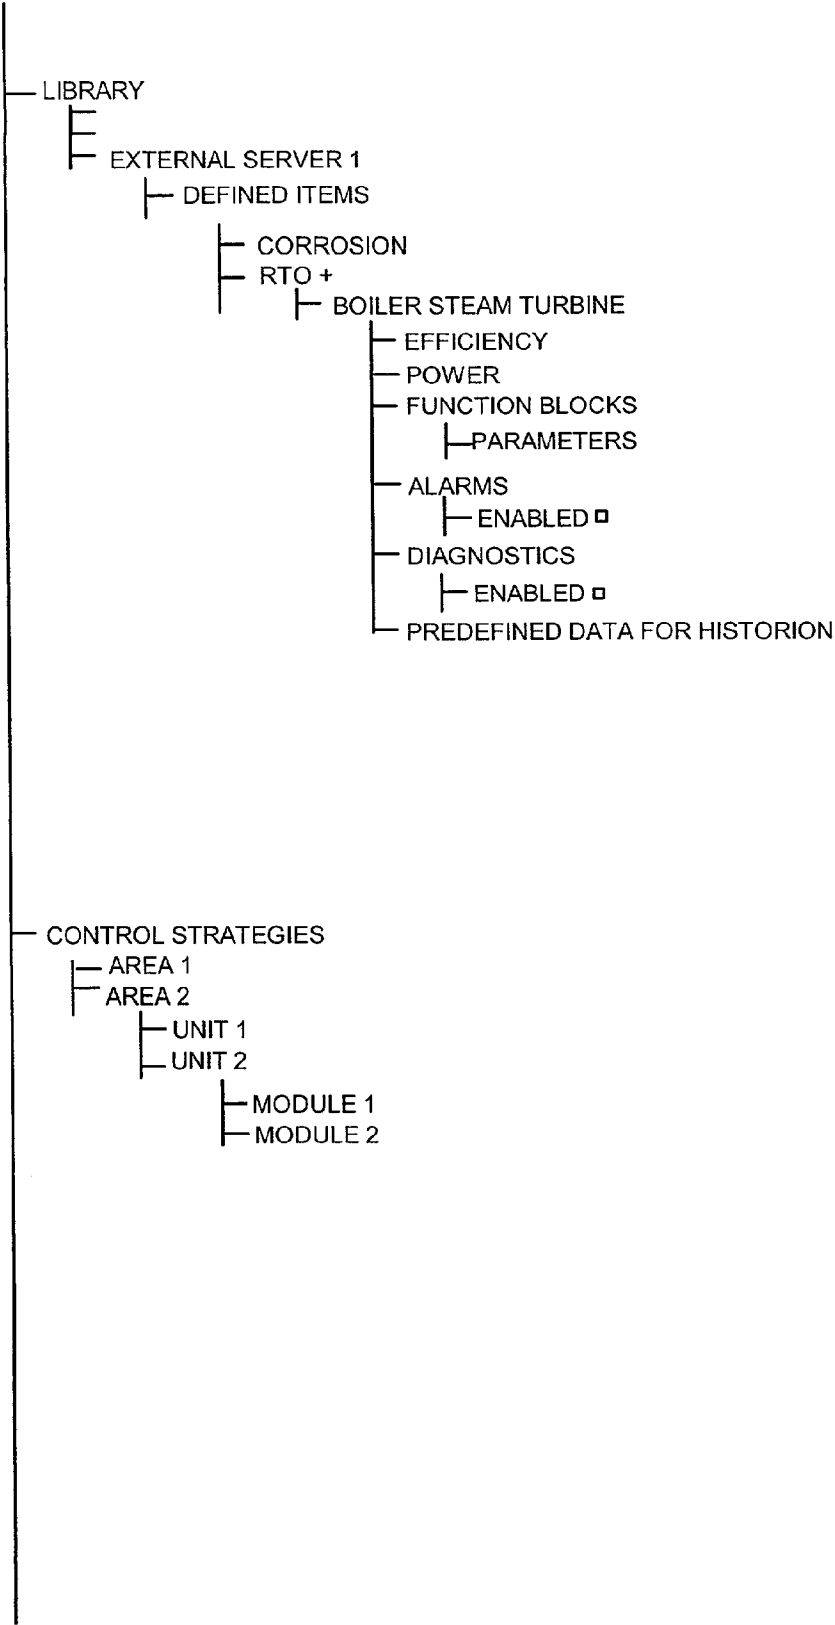 LIBRARY
EXTERNAL SERVER 1
DEFINED ITEMS
CORROSION
RTO +
BOILER STEAM TURBINE
EFFICIENCY
POWER
FUNCTION BLOCKS
PARAMETERS
ALARMS
ENABLED
DIAGNOSTICS
ENABLED
PREDEFINED DATA FOR HISTORION
CONTROL STRATEGIES
AREA 1
AREA 2
UNIT 1
UNIT 2
MODULE 1
MODULE 2